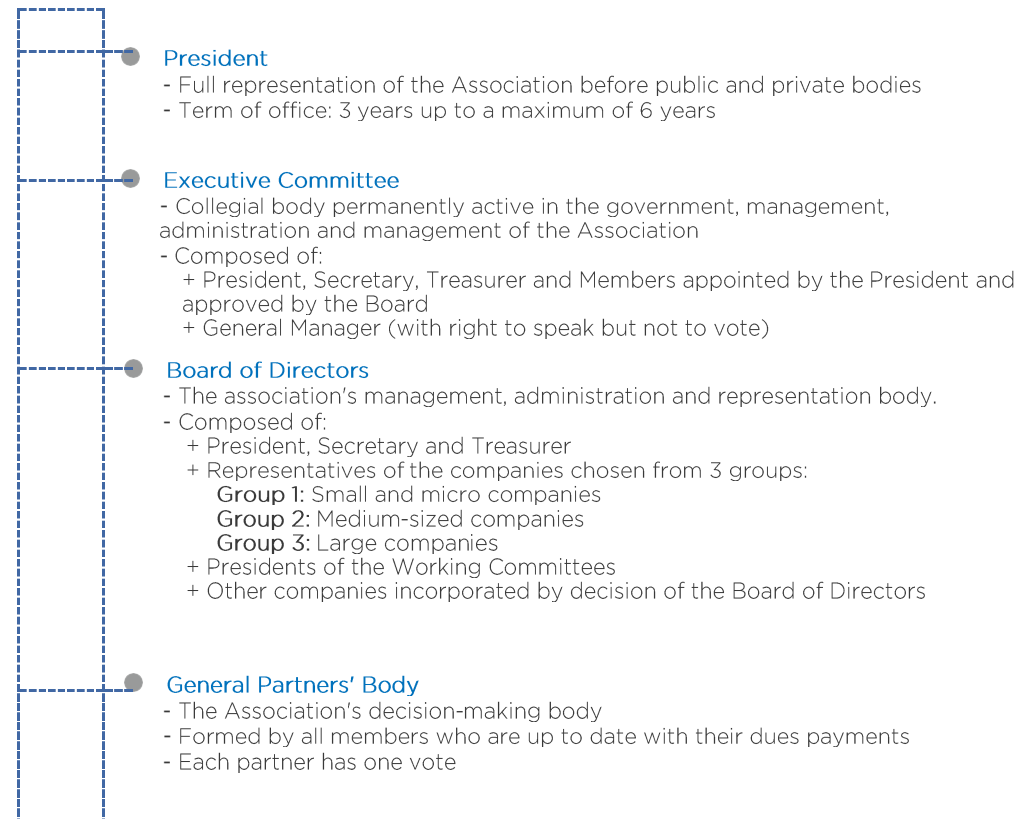 President
- Full representation of the Association before public and private bodies
- Term of office: 3 years up to a maximum of 6 years
Executive Committee
- Collegial body permanently active in the government, management,
administration and management of the Association
- Composed of:
+ President, Secretary, Treasurer and Members appointed by the President and
approved by the Board
+ General Manager (with right to speak but not to vote)
Board of Directors
- The association's management, administration and representation body.
- Composed of:
+ President, Secretary and Treasurer
+ Representatives of the companies chosen from 3 groups:
Group 1: Small and micro companies
Group 2: Medium-sized companies
Group 3: Large companies
+ Presidents of the Working Committees
+ Other companies incorporated by decision of the Board of Directors
General Partners' Body
- The Association's decision-making body
- Formed by all members who are up to date with their dues payments
- Each partner has one vote